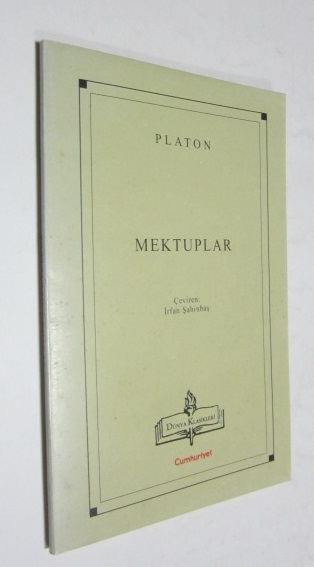 PLATON
MEKTUPLAR
Çeviren:
İrfan Şahinbaş
DÜNYA KLASİKLERİ
Cumhuriyet